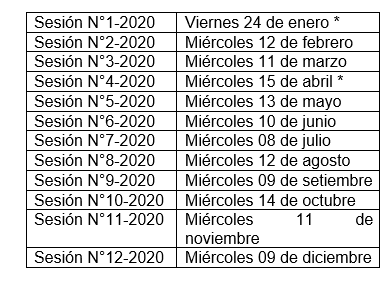 Sesión N°1-2020 Viernes 24 de enero *
Sesión N°2-2020 Miércoles 12 de febrero
Sesión N°3-2020 Miércoles 11 de marzo
Sesión N°4-2020 Miércoles 15 de abril *
Sesión N°5-2020 Miércoles 13 de mayo
Sesión N°6-2020 Miércoles 10 de junio
Sesión N°7-2020 Miércoles 08 de julio
Sesión N°8-2020 Miércoles 12 de agosto
Sesión N°9-2020 Miércoles 09 de setiembre
Sesión N°10-2020 Miércoles 14 de octubre
Sesión N°11-2020 Miércoles 11 de
noviembre
Sesión N°12-2020 Miércoles 09 de diciembre